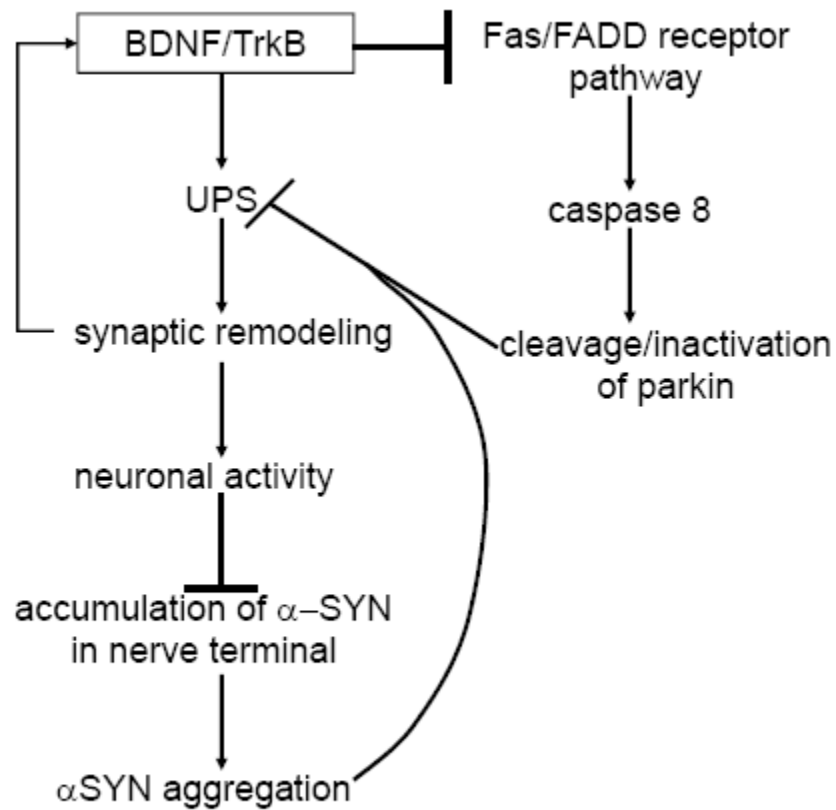 BDNF/TrkB
Fas/FADD receptor
pathway
UPS
caspase 8
synaptic remodeling
cleavage/inactivation
of parkin
neuronal activity
accumulation of α–SYN
in nerve terminal
αSYN aggregation